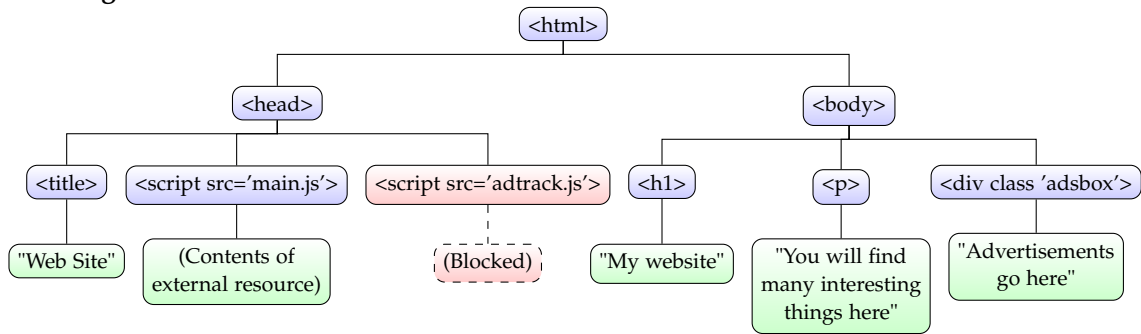 <html>
<head>
<body>
<title>
<script src='main.js'>
<script src='adtrack.js'>
<h1>
<p>
<div class 'adsbox'>
"Web Site"
(Contents of
external resource)
(Blocked)
"My website"
"You will find
many interesting
things here"
"Advertisements
go here"